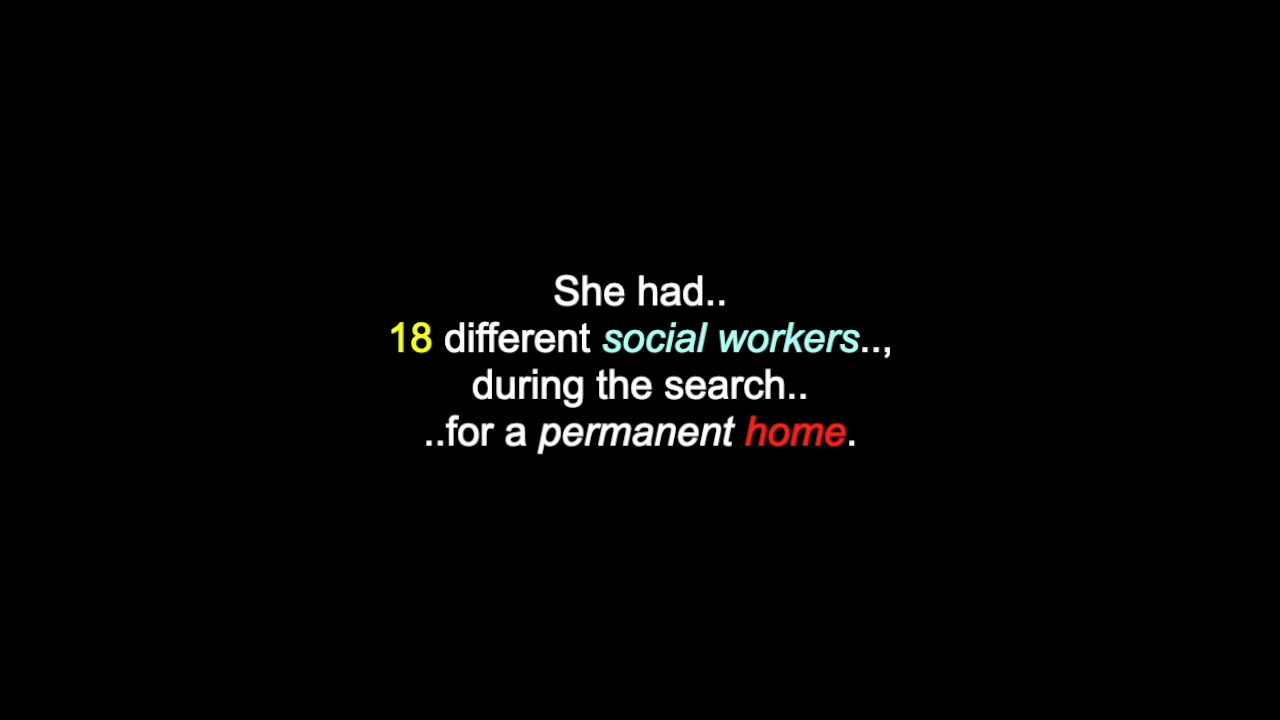 She had..
18 different social workers..,
during the search..
..for a permanent home.